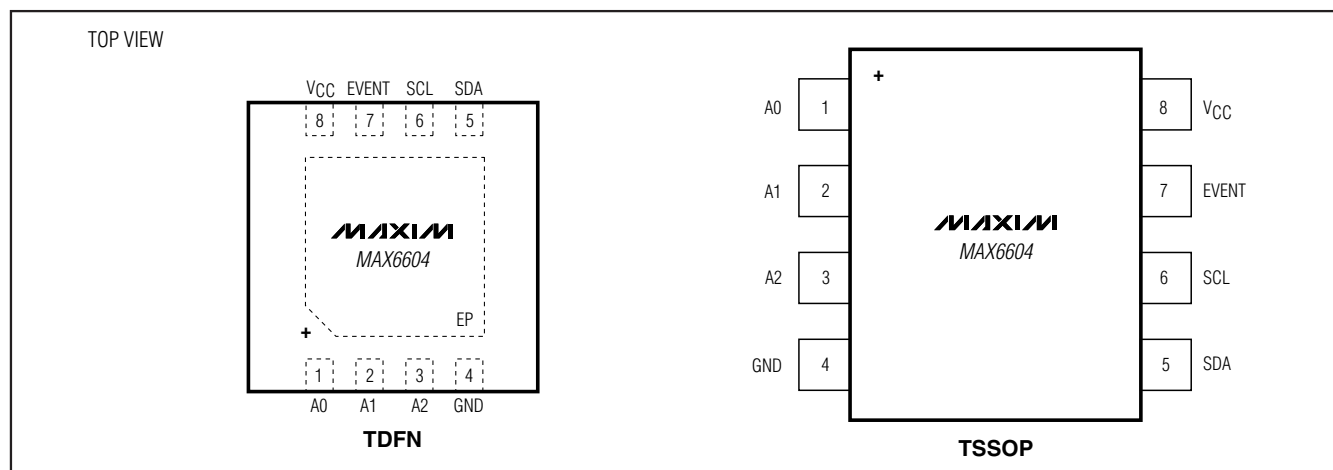 TOP VIEW
VCC EVENT SCL SDA
8 7 6 5
MAXIM
MAX6604
EP
+
1 2 3 4
A0 A1 A2 GND
TDFN
+
A0 1 8 VCC
A1 2 7 EVENT
MAXIM
MAX6604
A2 3 6 SCL
GND 4 5 SDA
TSSOP